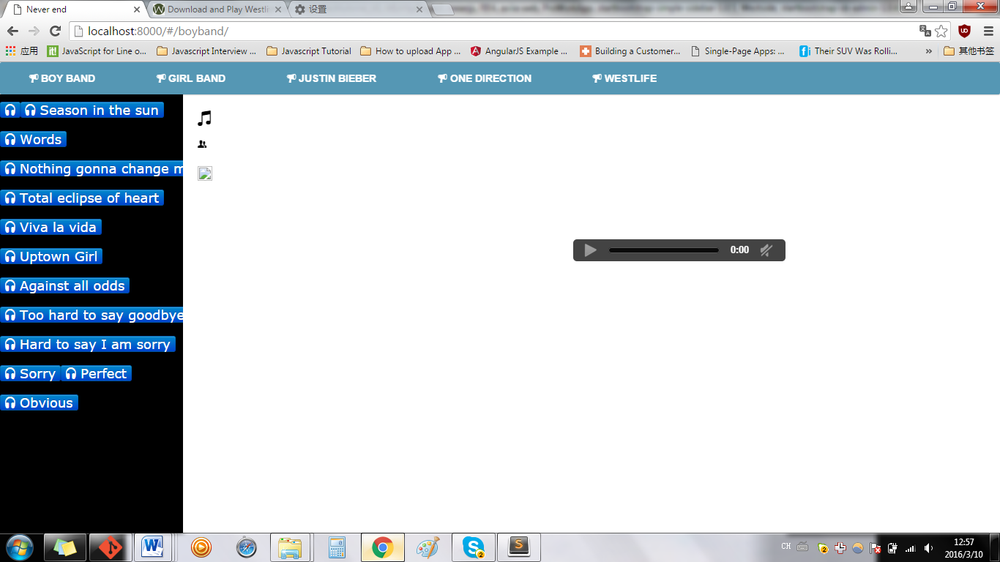 Never end
Download and Play Westli
设置
localhost:8000/#/boyband/
应用
JavaScript for Line o...
Javascript Interview ...
Javascript Tutorial
How to upload App ...
AngularJS Example ...
Building a Customer...
Single-Page Apps: ...
Their SUV Was Rolli...
»
其他书签
BOY BAND
GIRL BAND
JUSTIN BIEBER
ONE DIRECTION
WESTLIFE
Season in the sun
Words
Nothing gonna change m
Total eclipse of heart
Viva la vida
Uptown Girl
Against all odds
Too hard to say goodbye
Hard to say I am sorry
Sorry
Perfect
Obvious
0:00
CH
12:57
2016/3/10